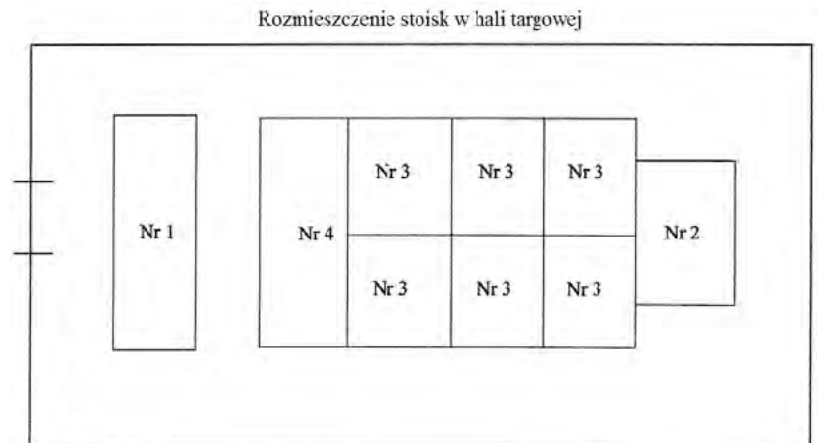 Rozmieszczenie stoisk w hali targowej
Nr 3 Nr 3 Nr 3
Nr 1 Nr 4 Nr 2
Nr 3 Nr 3 Nr 3